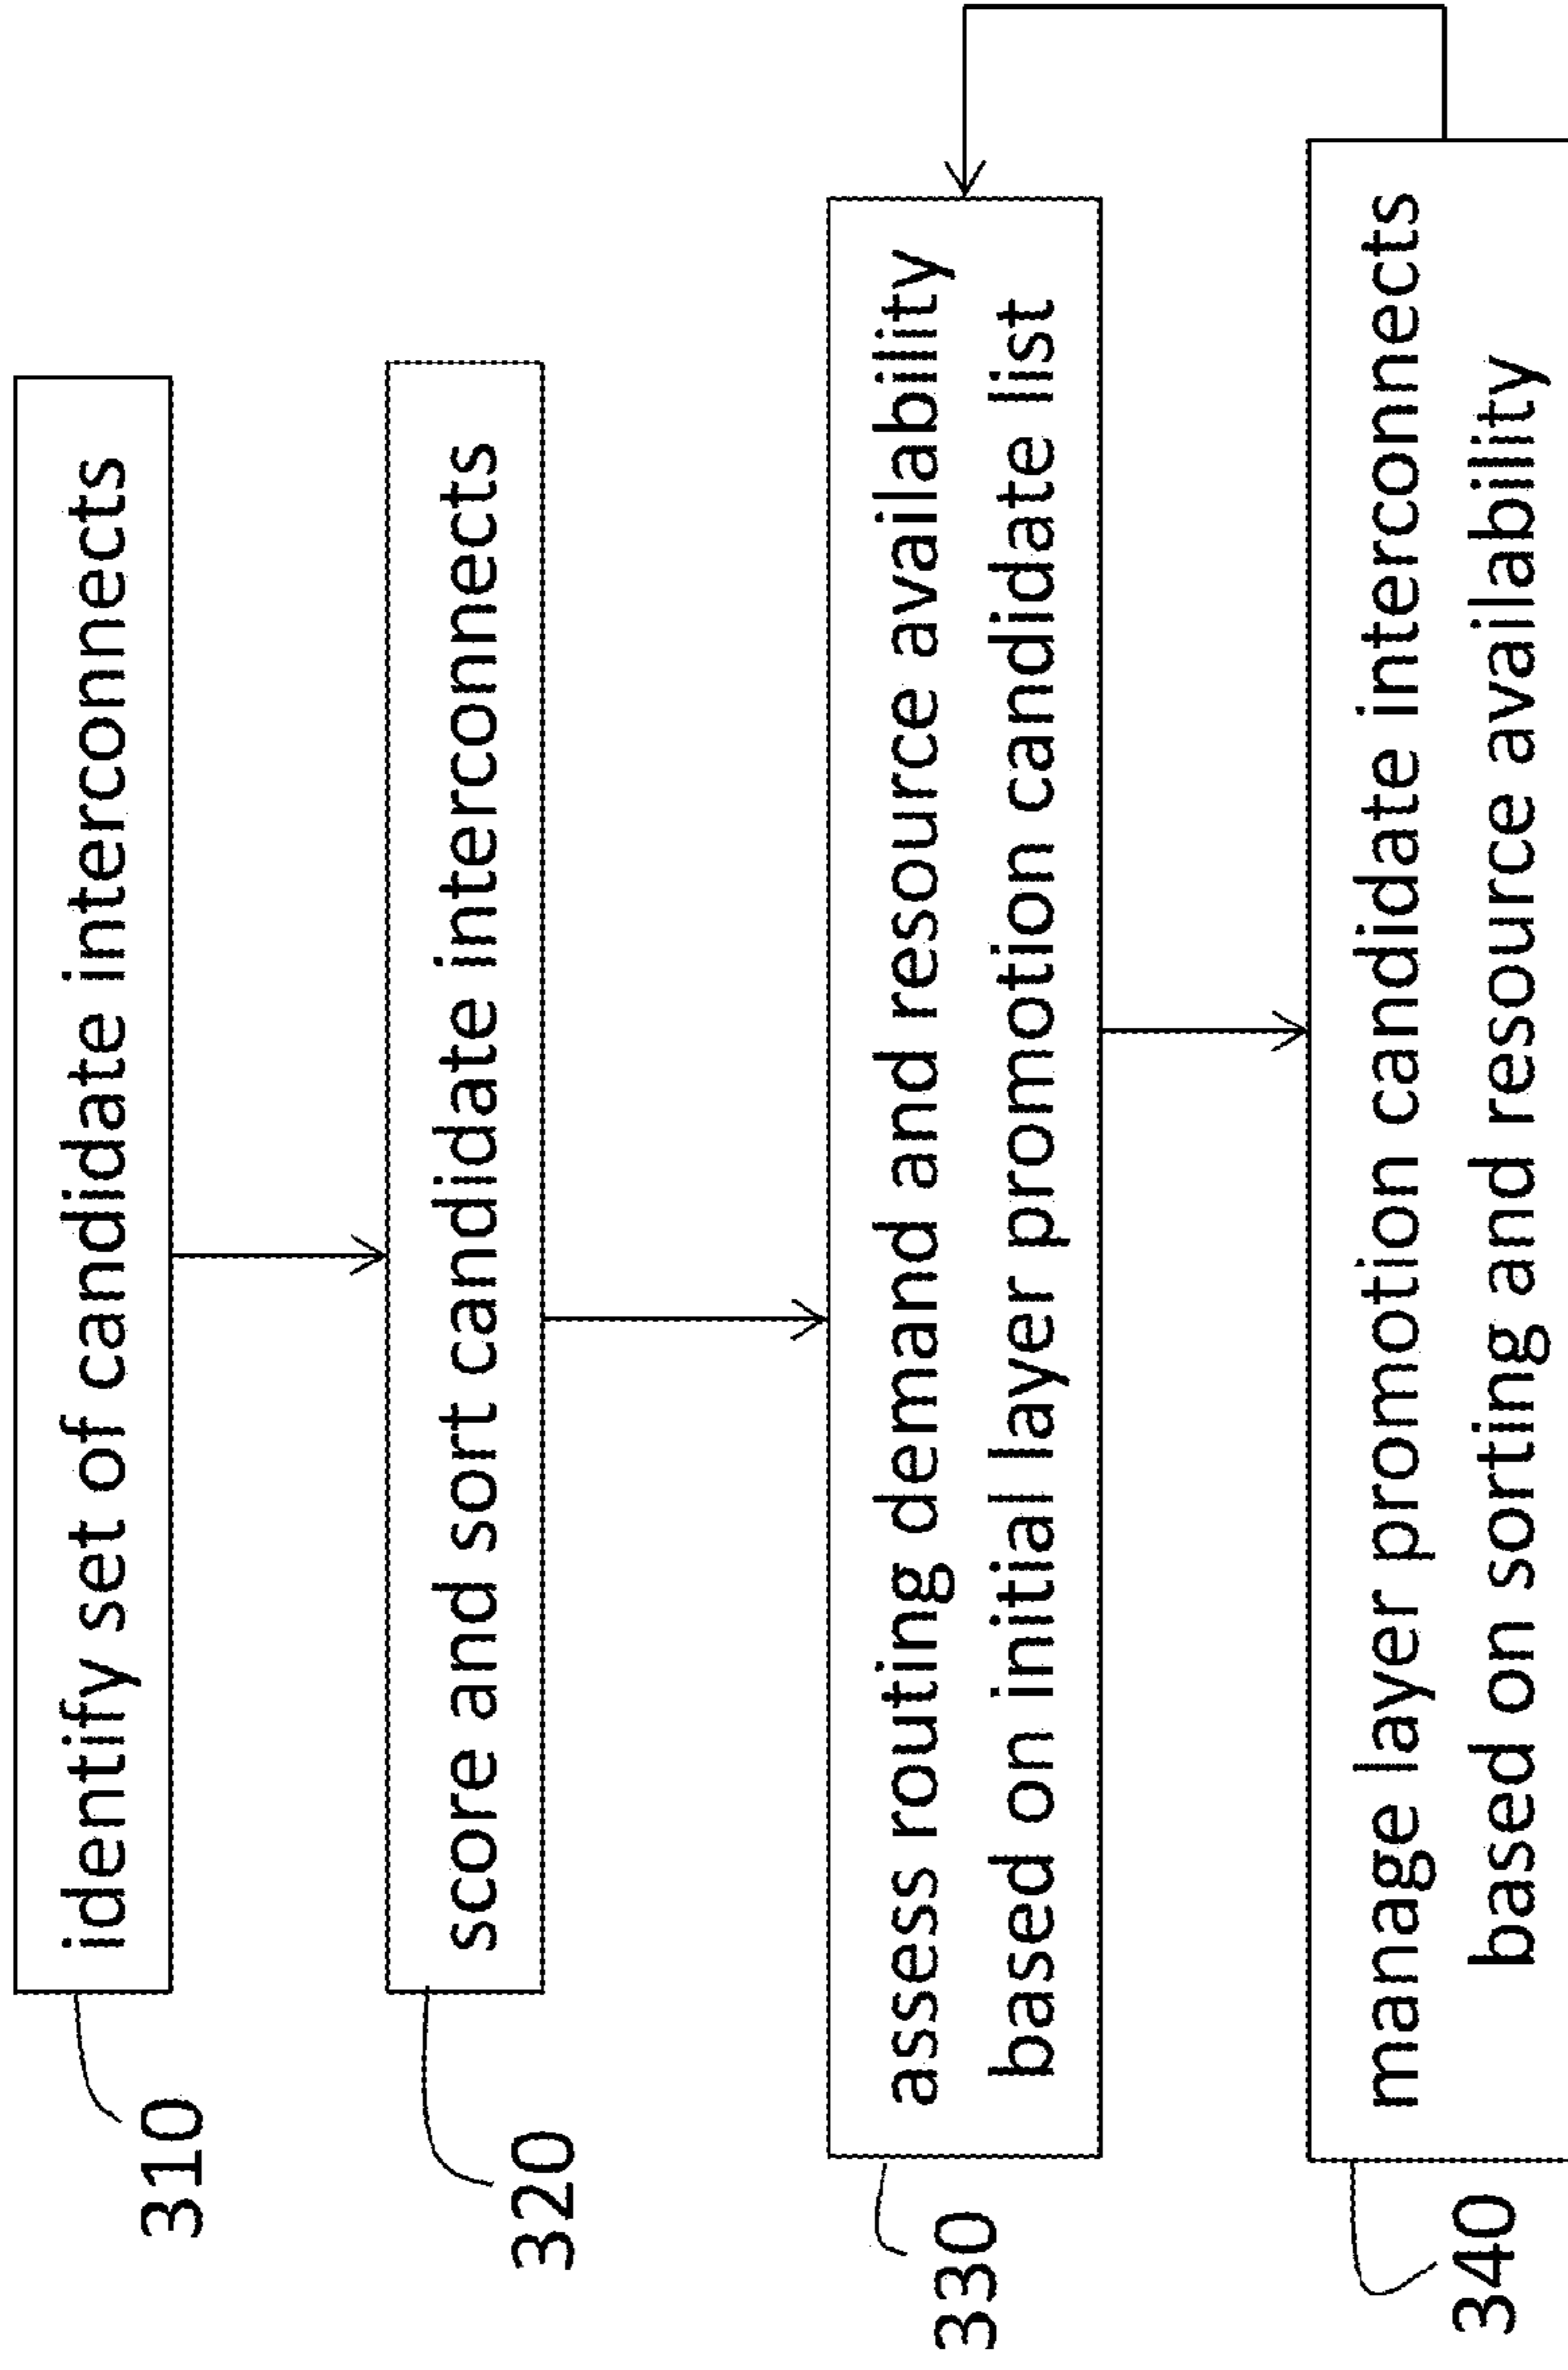 310
identify set of candidate interconnects
320
score and sort candidate interconnects
330
assess routing demand and resource availability
based on initial layer promotion candidate list
340
manage layer promotion candidate interconnects
based on sorting and resource availability